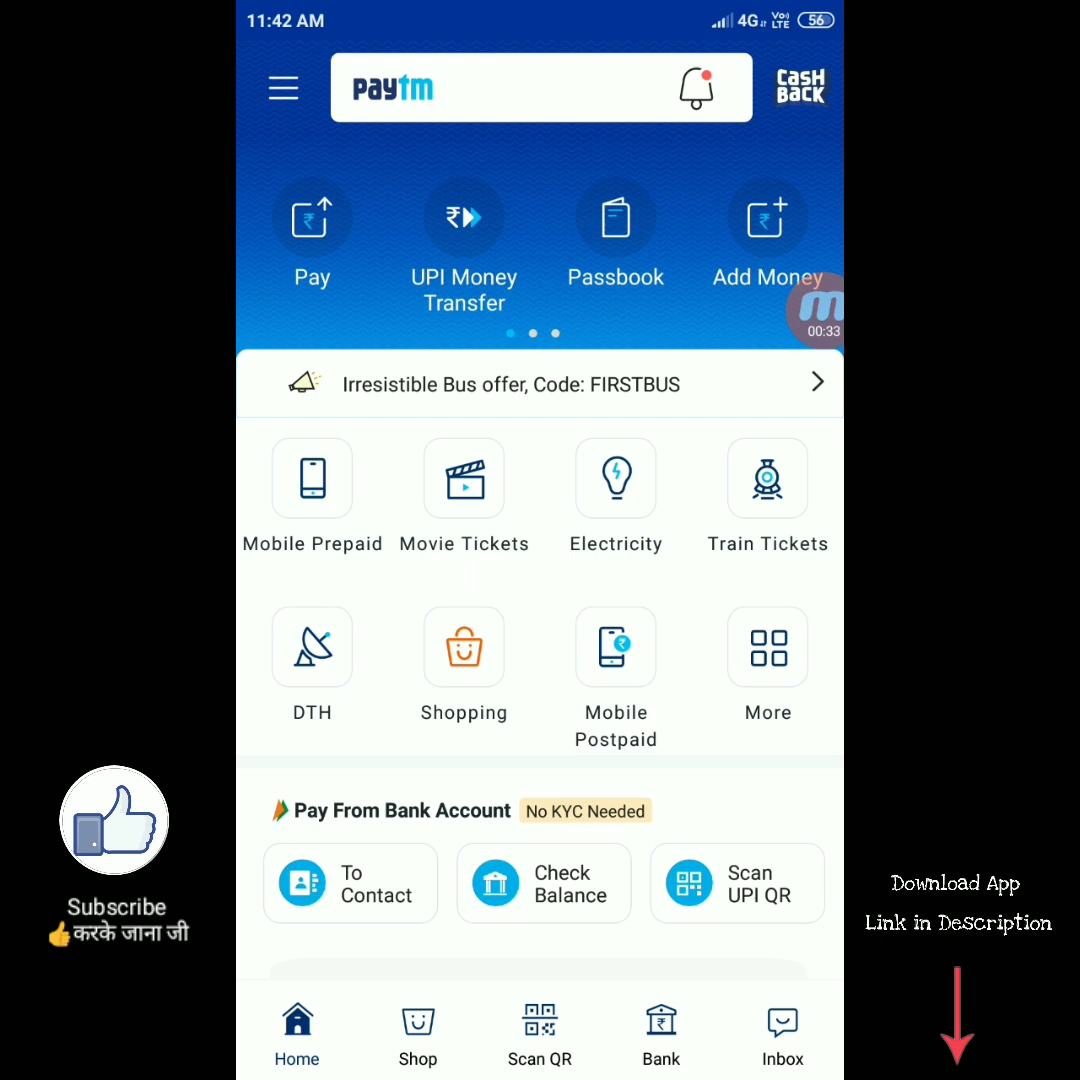 11:42 AM
4G Vo) LTE 56
paytm
CASH
BACK
Pay
UPI Money
Transfer
Passbook
Add Money
00:33
Irresistible Bus offer, Code: FIRSTBUS
Mobile Prepaid
Movie Tickets
Electricity
Train Tickets
DTH
Shopping
Mobile
Postpaid
More
Pay From Bank Account No KYC Needed
To
Contact
Check
Balance
Scan
UPI QR
Subscribe
👍करके जाना जी
Download App
Link in Description
Home
Shop
Scan QR
Bank
Inbox